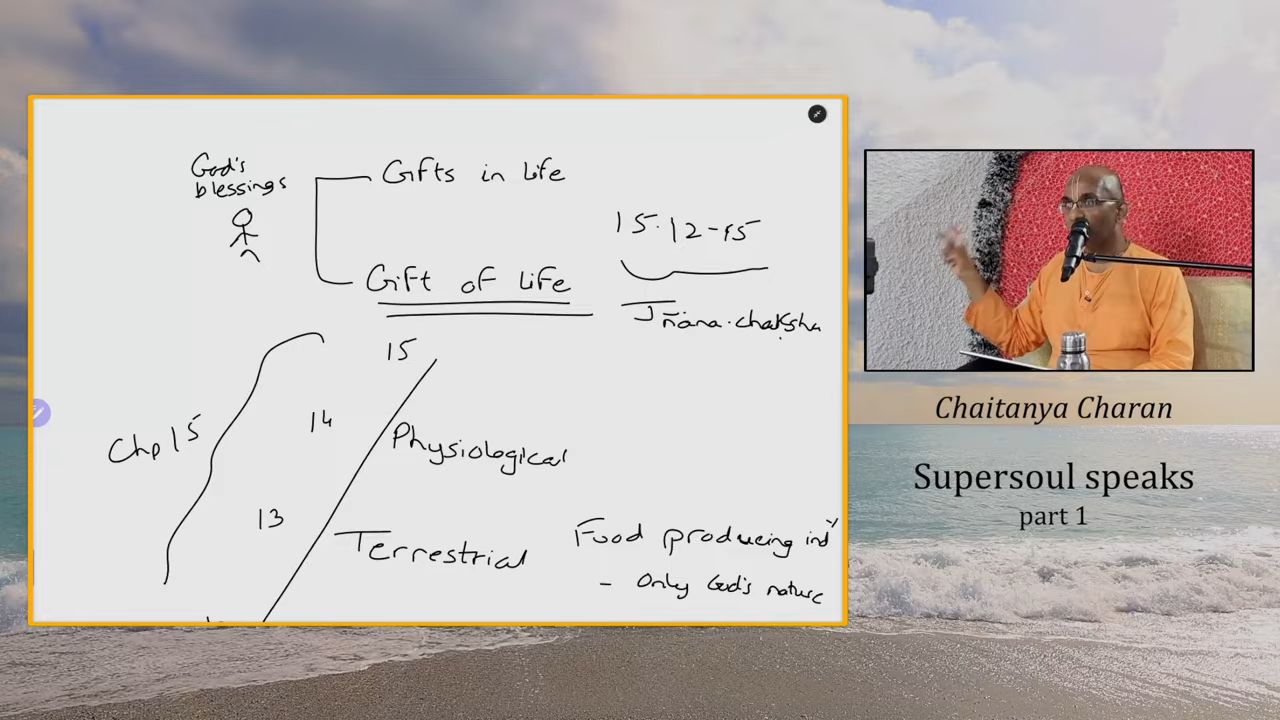 God's
blessings
Gifts in Life
15.12-15
Gift of Life
Jñana.chakshu
15
14
Chp 15
Physiological
13
Terrestrial
Food producing ind'y
- Only God's nature
Chaitanya Charan
Supersoul speaks
part 1